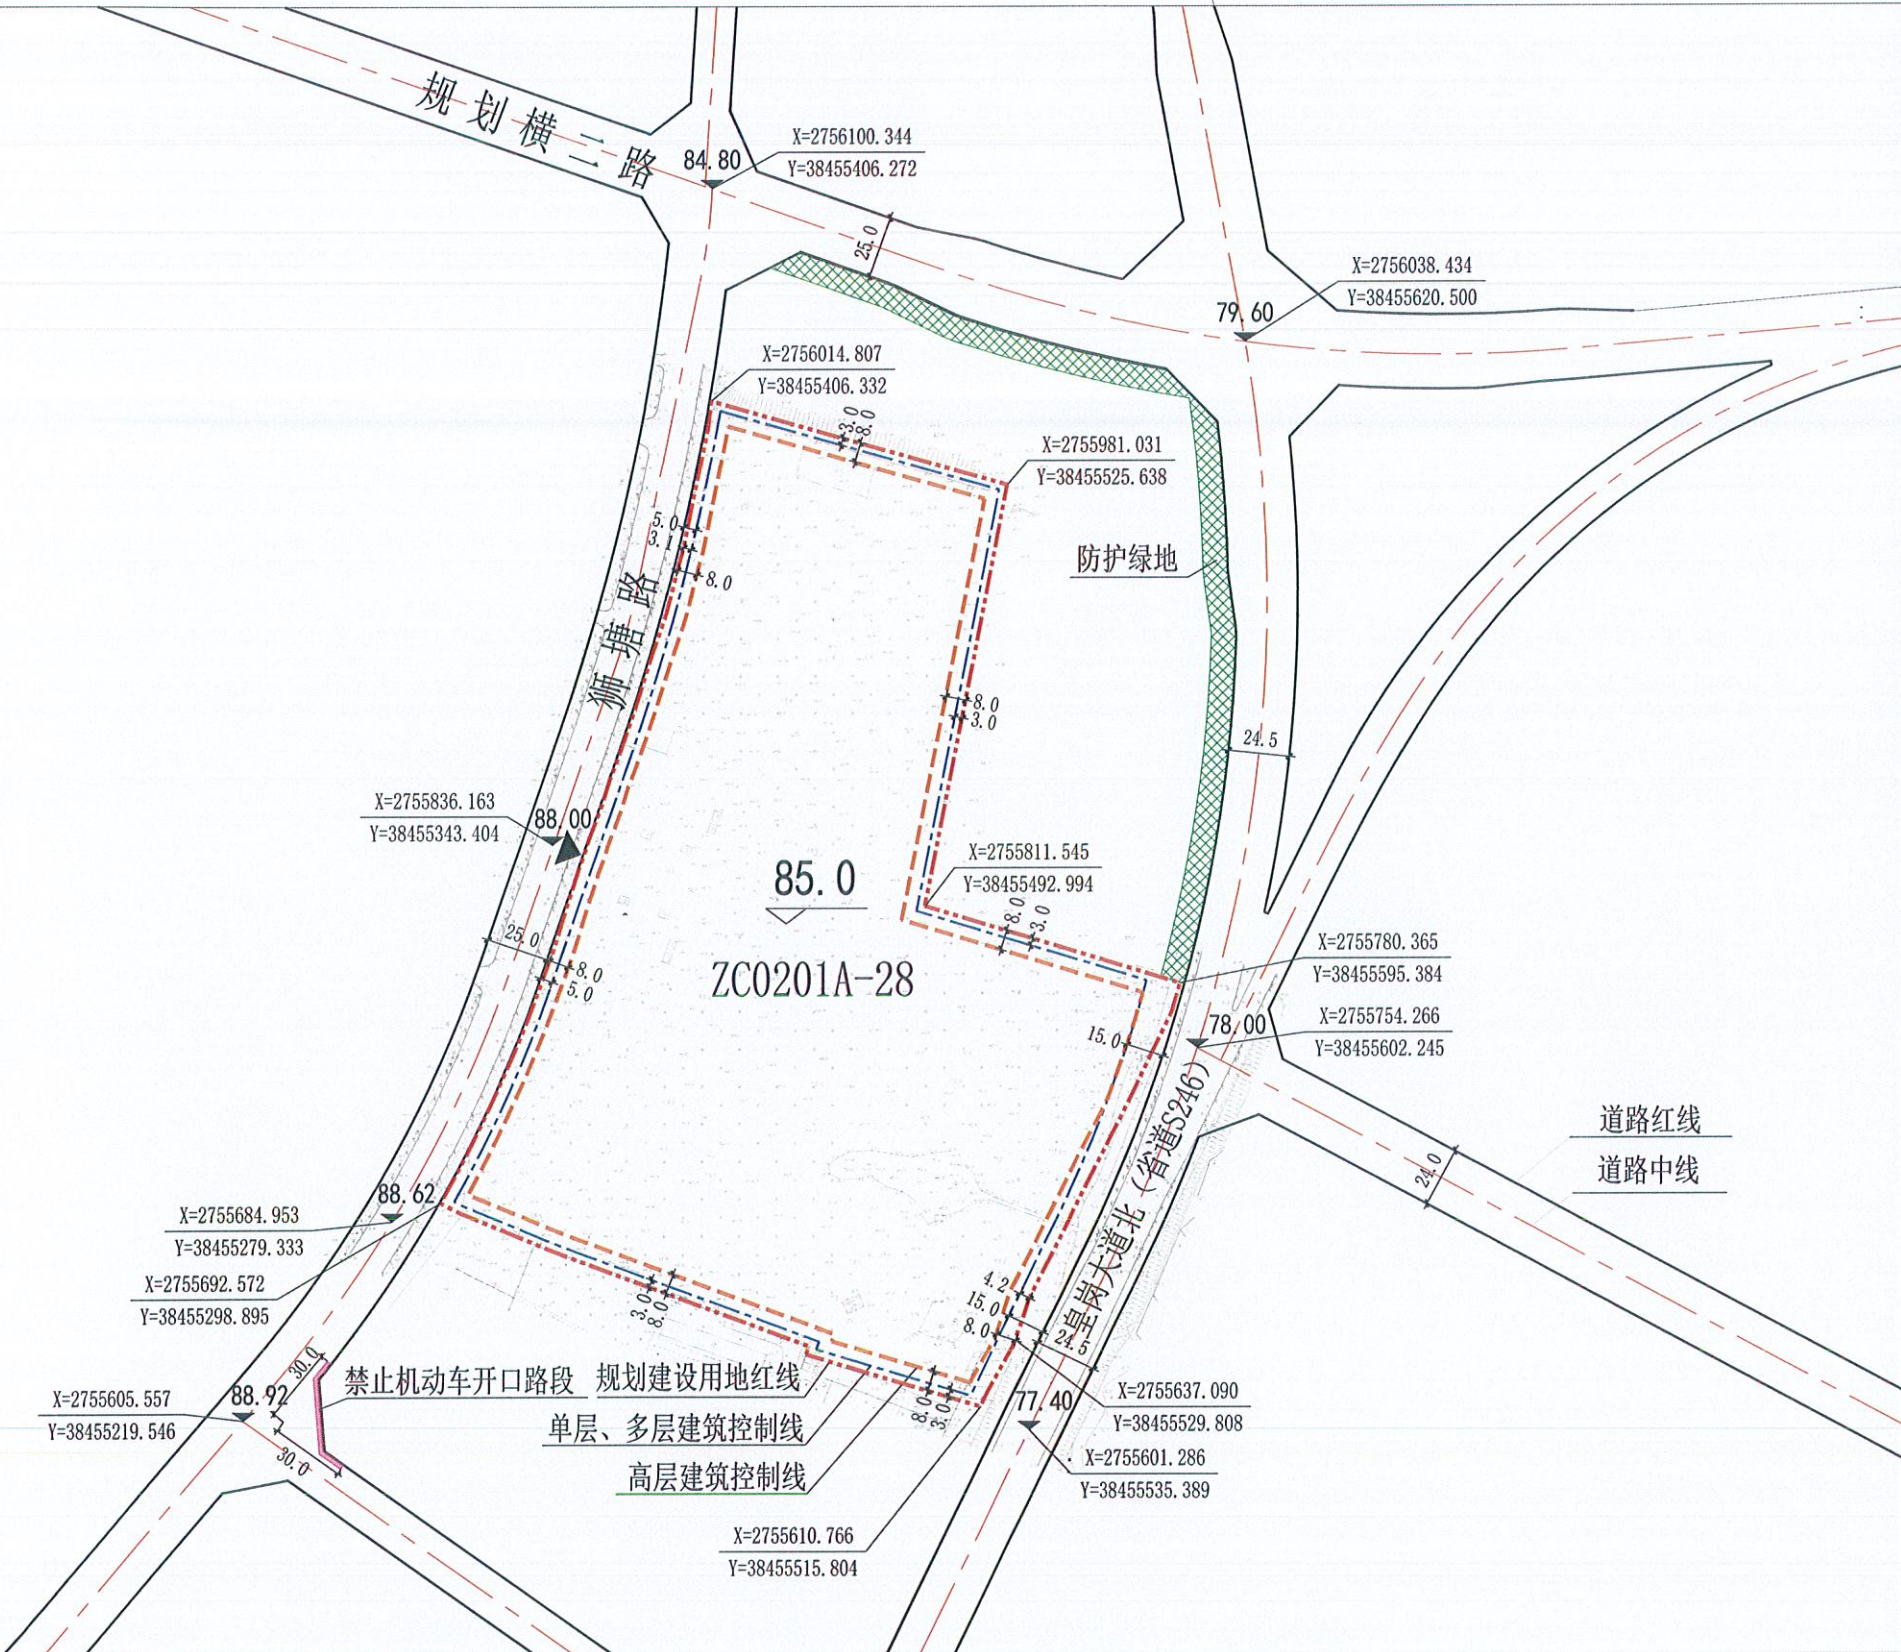 规划横二路
84.80
X=2756100.344
Y=38455406.272
25.0
X=2756038.434
Y=38455620.500
79.60
X=2756014.807
Y=38455406.332
3.0
8.0
X=2755981.031
Y=38455525.638
5.0
3.1
8.0
防护绿地
狮塘路
8.0
3.0
24.5
X=2755836.163
Y=38455343.404
88.00
85.0
X=2755811.545
Y=38455492.994
8.0
3.0
25.0
8.0
5.0
ZC0201A-28
X=2755780.365
Y=38455595.384
15.0
78.00
X=2755754.266
Y=38455602.245
皇岗大道北（省道S246）
道路红线
道路中线
24.0
88.62
X=2755684.953
Y=38455279.333
X=2755692.572
Y=38455298.895
3.0
8.0
4.2
15.0
8.0
24.5
30.0
禁止机动车开口路段
规划建设用地红线
X=2755605.557
Y=38455219.546
88.92
30.0
单层、多层建筑控制线
高层建筑控制线
8.0
3.0
77.40
X=2755637.090
Y=38455529.808
X=2755601.286
Y=38455535.389
X=2755610.766
Y=38455515.804